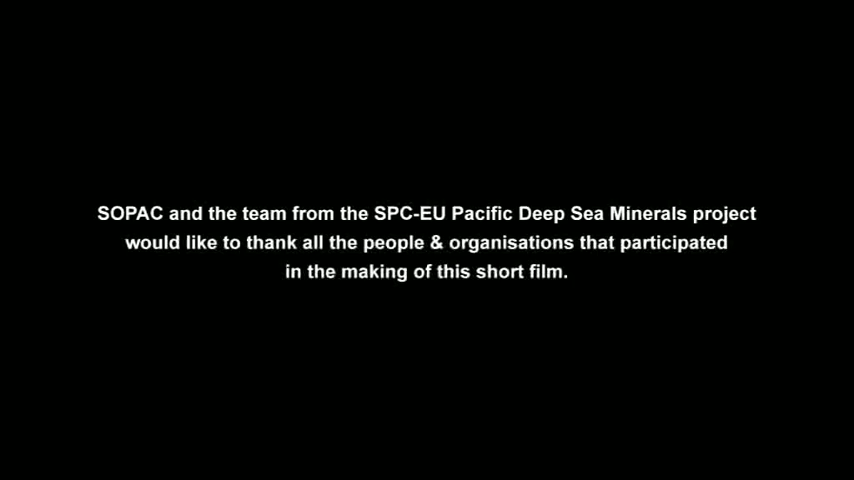 SOPAC and the team from the SPC-EU Pacific Deep Sea Minerals project
would like to thank all the people & organisations that participated
in the making of this short film.